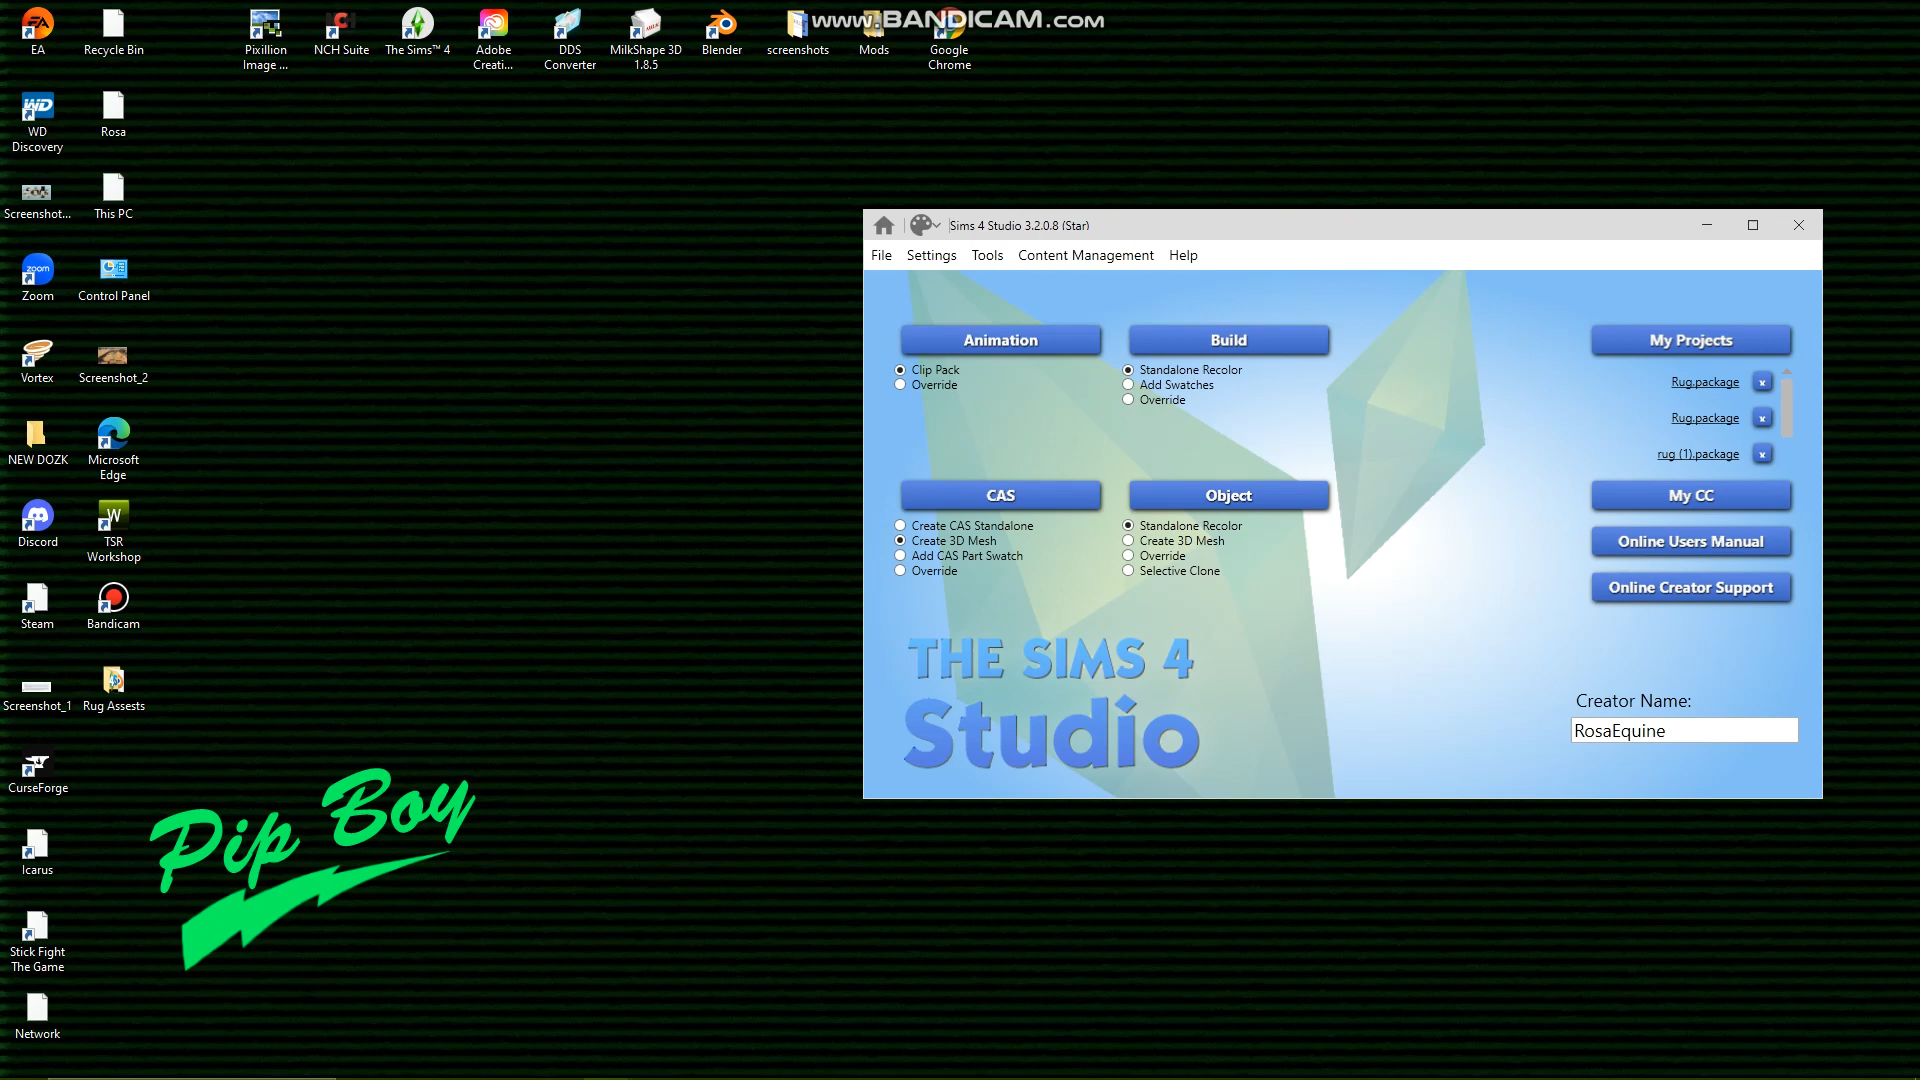 www.BANDICAM.com
EA
Recycle Bin
Pixillion
Image ...
NCH Suite
The Sims™ 4
Adobe
Creati...
DDS
Converter
MilkShape 3D
1.8.5
Blender
screenshots
Mods
Google
Chrome
WD
Discovery
Rosa
Screenshot...
This PC
Zoom
Control Panel
Vortex
Screenshot_2
NEW DOZK
Microsoft
Edge
Discord
TSR
Workshop
Steam
Bandicam
Screenshot_1
Rug Assests
CurseForge
Icarus
Stick Fight
The Game
Network
Pip Boy
Sims 4 Studio 3.2.0.8 (Star)
File Settings Tools Content Management Help
Animation
Clip Pack
Override
Build
Standalone Recolor
Add Swatches
Override
My Projects
Rug.package x
Rug.package x
rug (1).package x
CAS
Create CAS Standalone
Create 3D Mesh
Add CAS Part Swatch
Override
Object
Standalone Recolor
Create 3D Mesh
Override
Selective Clone
My CC
Online Users Manual
Online Creator Support
THE SIMS 4
Studio
Creator Name:
RosaEquine